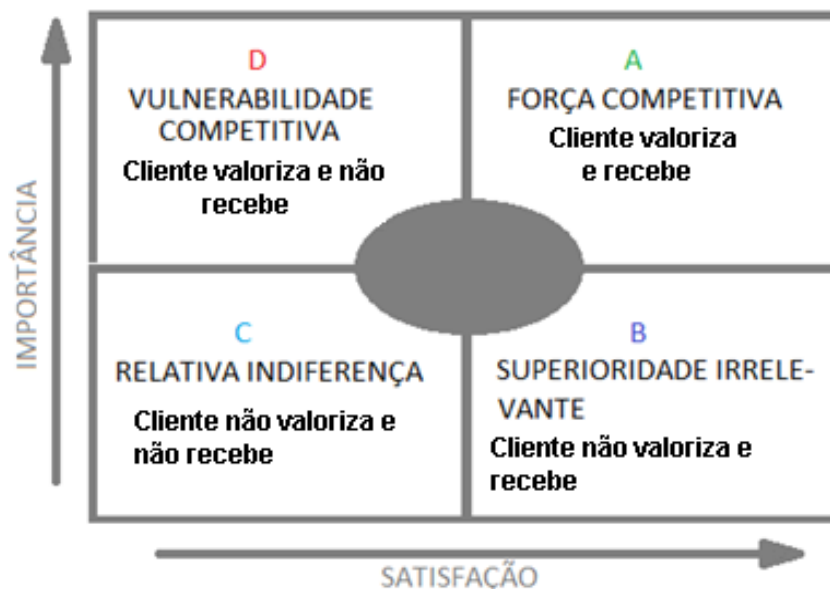 D
VULNERABILIDADE
COMPETITIVA
Cliente valoriza e não
recebe
A
FORÇA COMPETITIVA
Cliente valoriza
e recebe
IMPORTÂNCIA
C
RELATIVA INDIFERENÇA
Cliente não valoriza e
não recebe
B
SUPERIORIDADE IRRELE-
VANTE
Cliente não valoriza e
recebe
SATISFAÇÃO